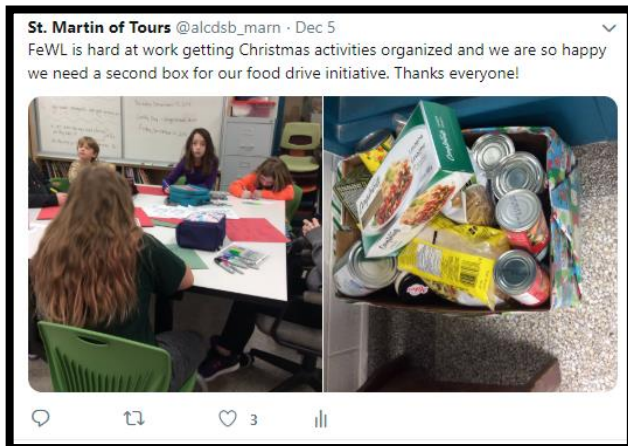 St. Martin of Tours @alcdsb_marn · Dec 5
FeWL is hard at work getting Christmas activities organized and we are so happy
we need a second box for our food drive initiative. Thanks everyone!
3